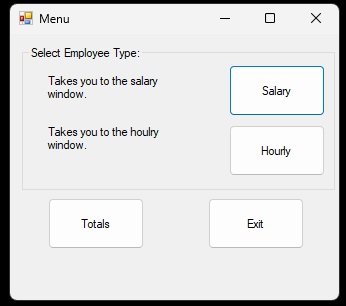 Menu
Select Employee Type:
Takes you to the salary
window.
Salary
Takes you to the houlry
window.
Hourly
Totals
Exit